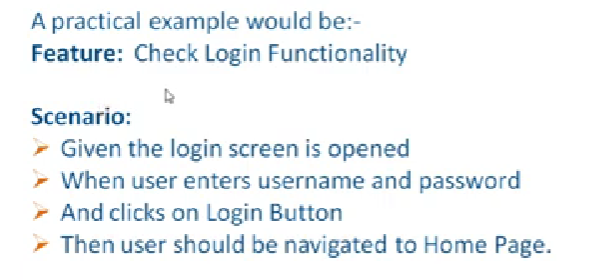 A practical example would be:-
Feature: Check Login Functionality
Scenario:
Given the login screen is opened
When user enters username and password
And clicks on Login Button
Then user should be navigated to Home Page.